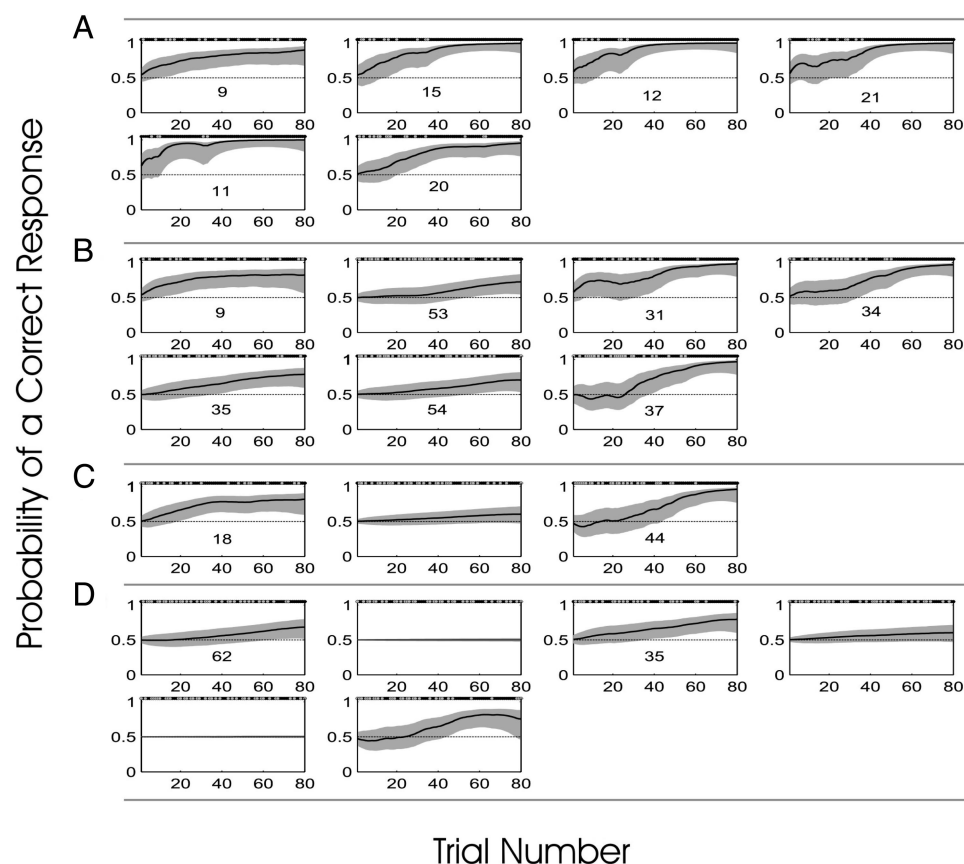 A
1 1 1 1
0.5 0.5 0.5 0.5
9 15 12 21
0 0 0 0
20 40 60 80 20 40 60 80 20 40 60 80 20 40 60 80
1 1
0.5 0.5
11 20
0 0
20 40 60 80 20 40 60 80
B
1 1 1 1
0.5 0.5 0.5 0.5
9 53 31 34
0 0 0 0
20 40 60 80 20 40 60 80 20 40 60 80 20 40 60 80
1 1 1
0.5 0.5 0.5
35 54 37
0 0 0
20 40 60 80 20 40 60 80 20 40 60 80
C
1 1 1
0.5 0.5 0.5
18 44
0 0 0
20 40 60 80 20 40 60 80 20 40 60 80
D
1 1 1 1
0.5 0.5 0.5 0.5
62 35
0 0 0 0
20 40 60 80 20 40 60 80 20 40 60 80 20 40 60 80
1 1
0.5 0.5
0 0
20 40 60 80 20 40 60 80
Probability of a Correct Response
Trial Number